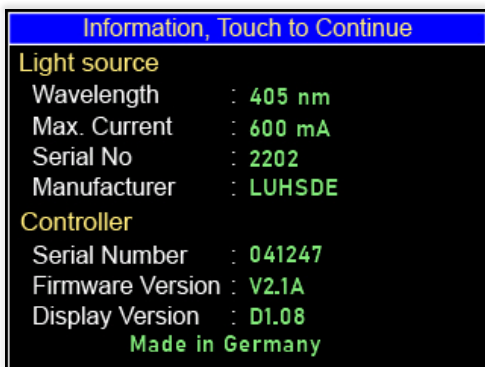 Information, Touch to Continue
Light source
Wavelength : 405 nm
Max. Current : 600 mA
Serial No : 2202
Manufacturer : LUHSDE
Controller
Serial Number : 041247
Firmware Version : V2.1A
Display Version : D1.08
Made in Germany